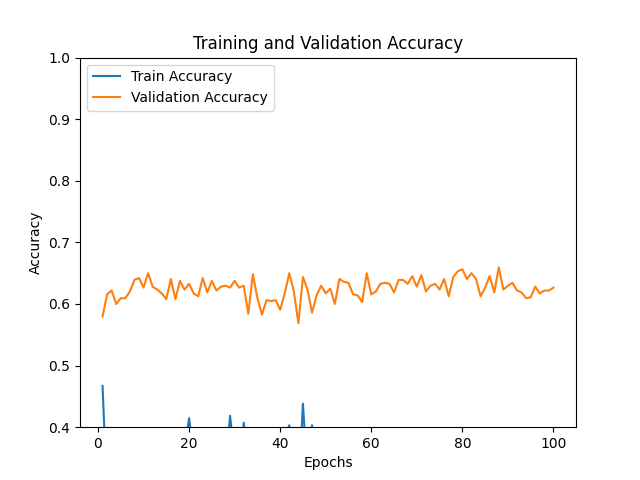 Training and Validation Accuracy
Train Accuracy
Validation Accuracy
1.0
0.9
0.8
0.7
0.6
0.5
0.4
Accuracy
0 20 40 60 80 100
Epochs